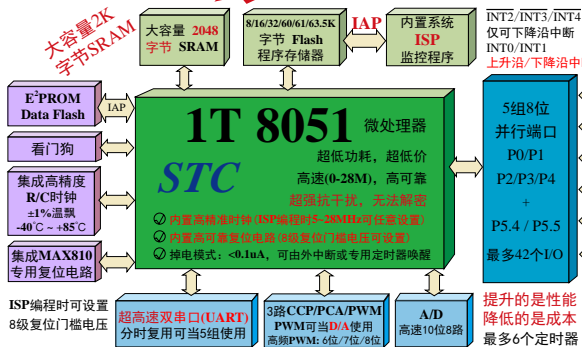 大容量2K
字节SRAM
大容量 2048
字节 SRAM
8/16/32/60/61/63.5K
字节 Flash
程序存储器
IAP
内置系统
ISP
监控程序
INT2/INT3/INT4
仅可下降沿中断
INT0/INT1
上升沿/下降沿中
E²PROM
Data Flash
IAP
看门狗
集成高精度
R/C时钟
±1%温飘
-40℃ ~ +85℃
集成MAX810
专用复位电路
1T 8051 微处理器
STC
超低功耗，超低价
高速(0-28M)，高可靠
超强抗干扰，无法解密
内置高精准时钟(ISP编程时5-28MHz可任意设置)
内置高可靠复位电路(8级复位门槛电压可设置)
掉电模式：<0.1uA，可由外中断或专用定时器唤醒
5组8位
并行端口
P0/P1
P2/P3/P4
+
P5.4 / P5.5
最多42个I/O
ISP编程时可设置
8级复位门槛电压
超高速双串口(UART)
分时复用可当5组使用
3路CCP/PCA/PWM
PWM可当D/A使用
高频PWM: 6位/7位/8位
A/D
高速10位8路
提升的是性能
降低的是成本
最多6个定时器